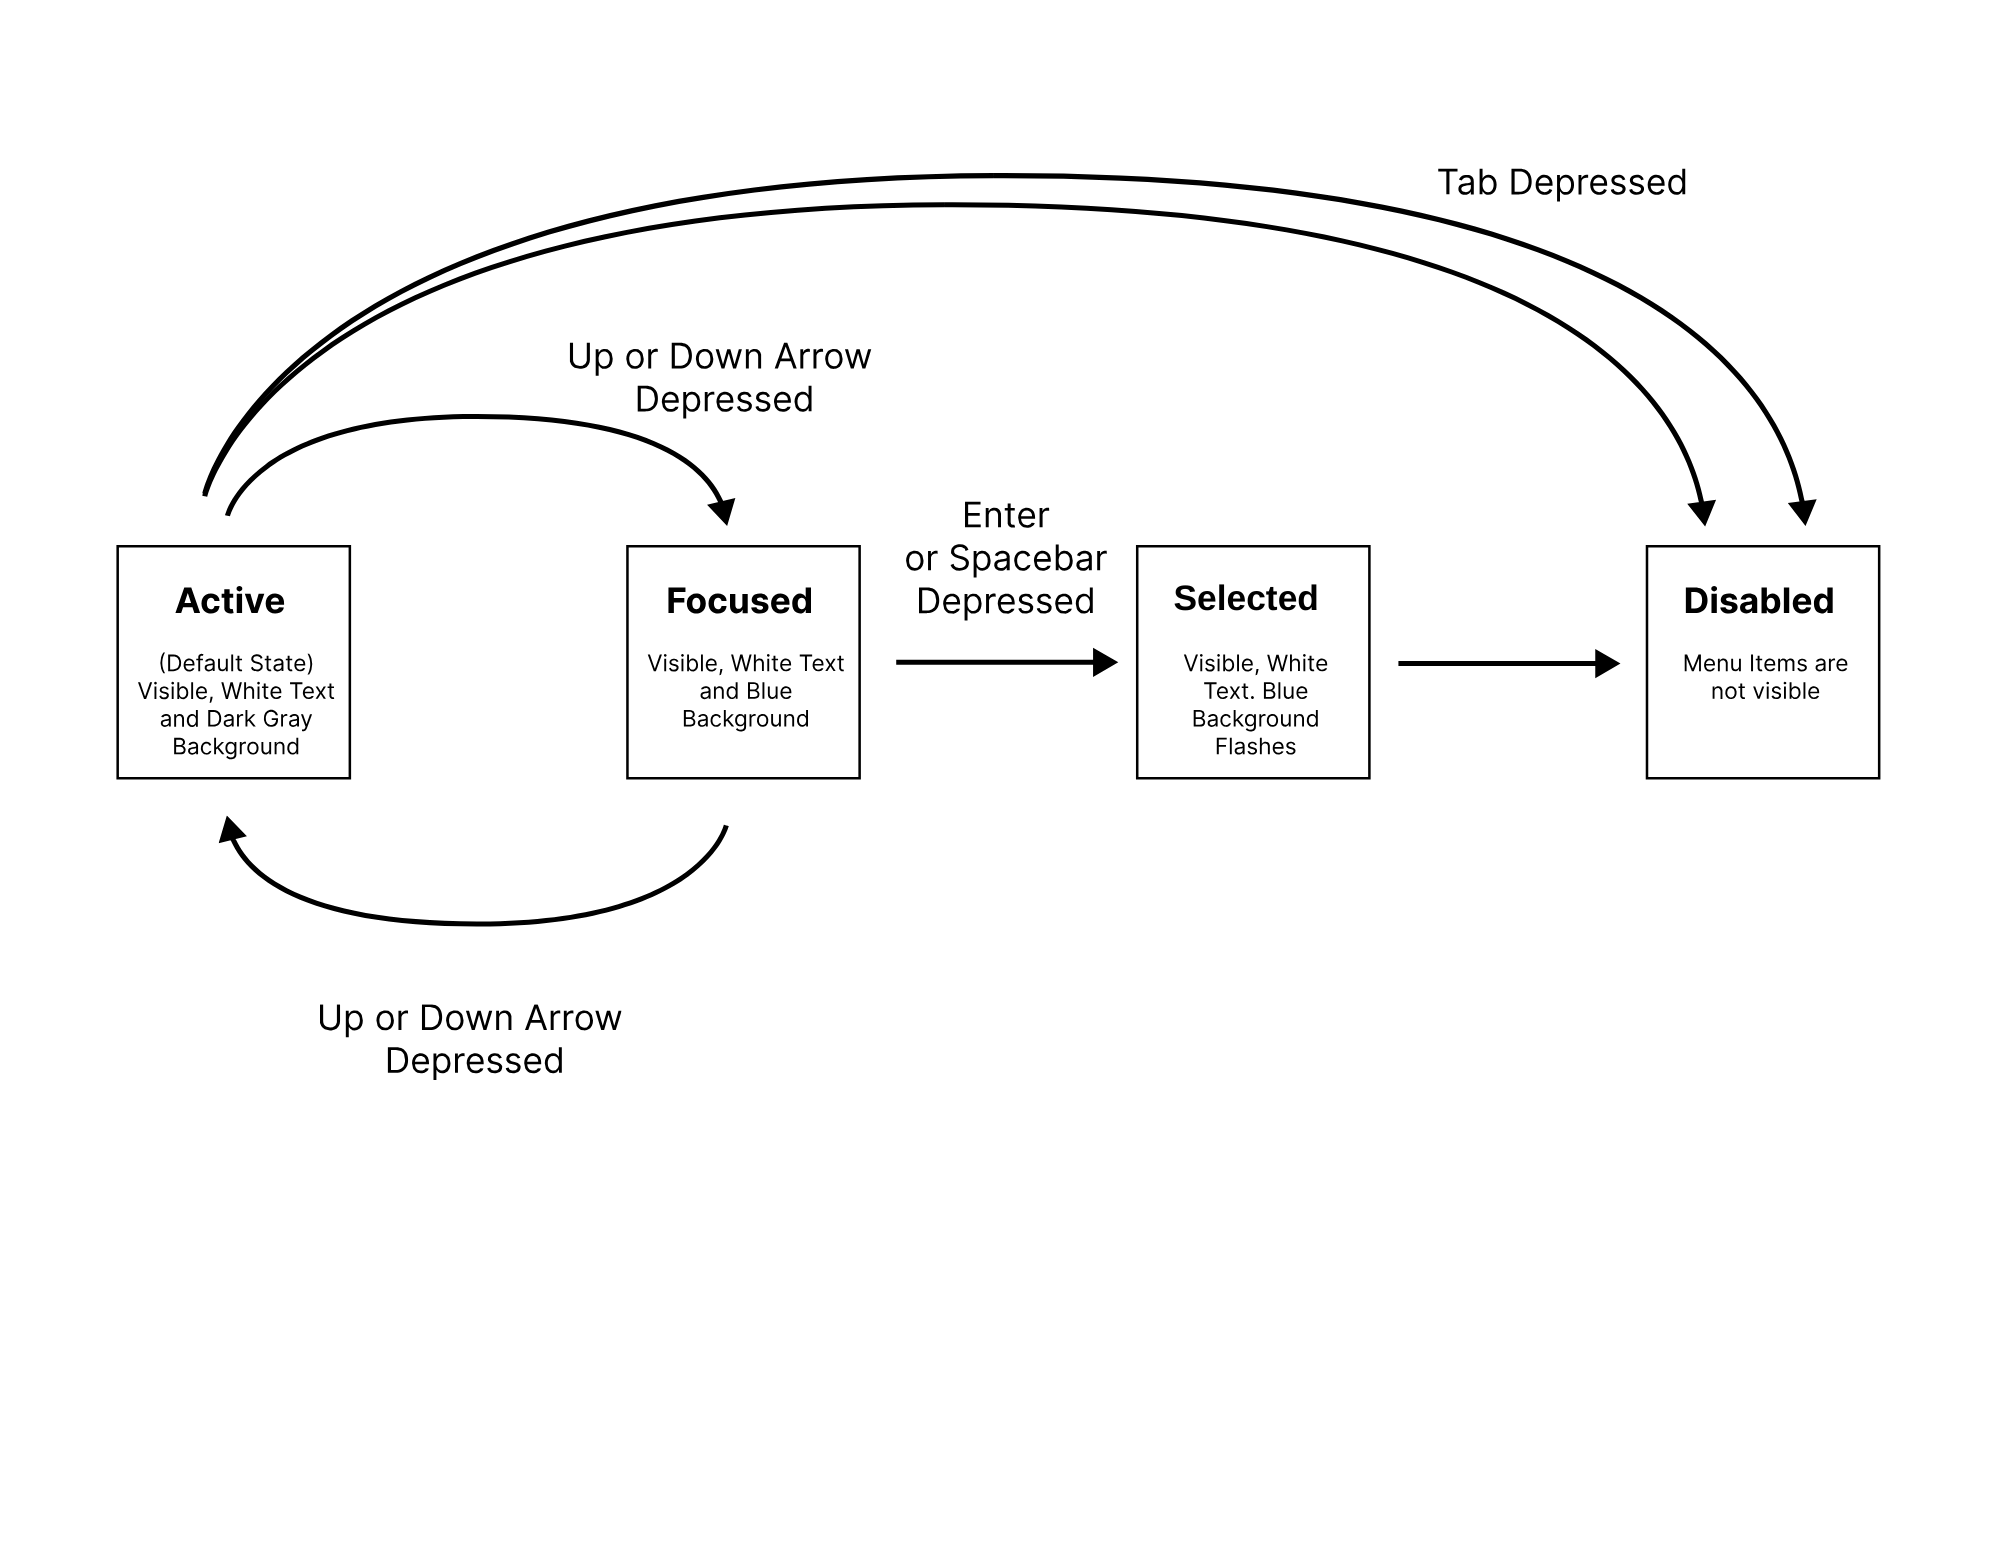 Tab Depressed
Up or Down Arrow
Depressed
Enter
or Spacebar
Depressed
Active
(Default State)
Visible, White Text
and Dark Gray
Background
Focused
Visible, White Text
and Blue
Background
Selected
Visible, White
Text. Blue
Background
Flashes
Disabled
Menu Items are
not visible
Up or Down Arrow
Depressed